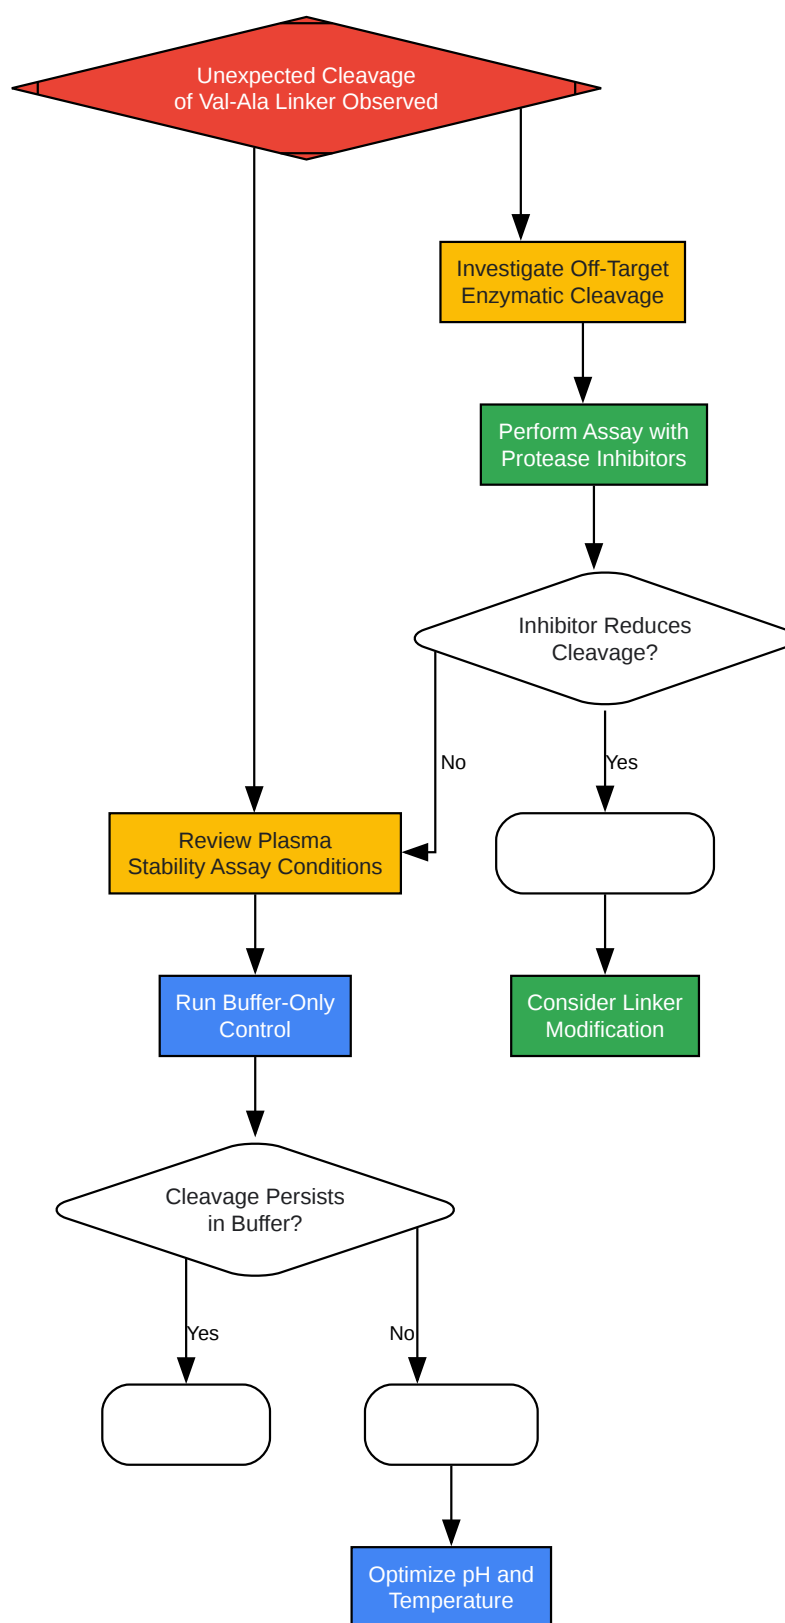 Unexpected Cleavage
of Val-Ala Linker Observed
Investigate Off-Target
Enzymatic Cleavage
Perform Assay with
Protease Inhibitors
Inhibitor Reduces
Cleavage?
No
Yes
Review Plasma
Stability Assay Conditions
Run Buffer-Only
Control
Consider Linker
Modification
Cleavage Persists
in Buffer?
Yes
No
Optimize pH and
Temperature